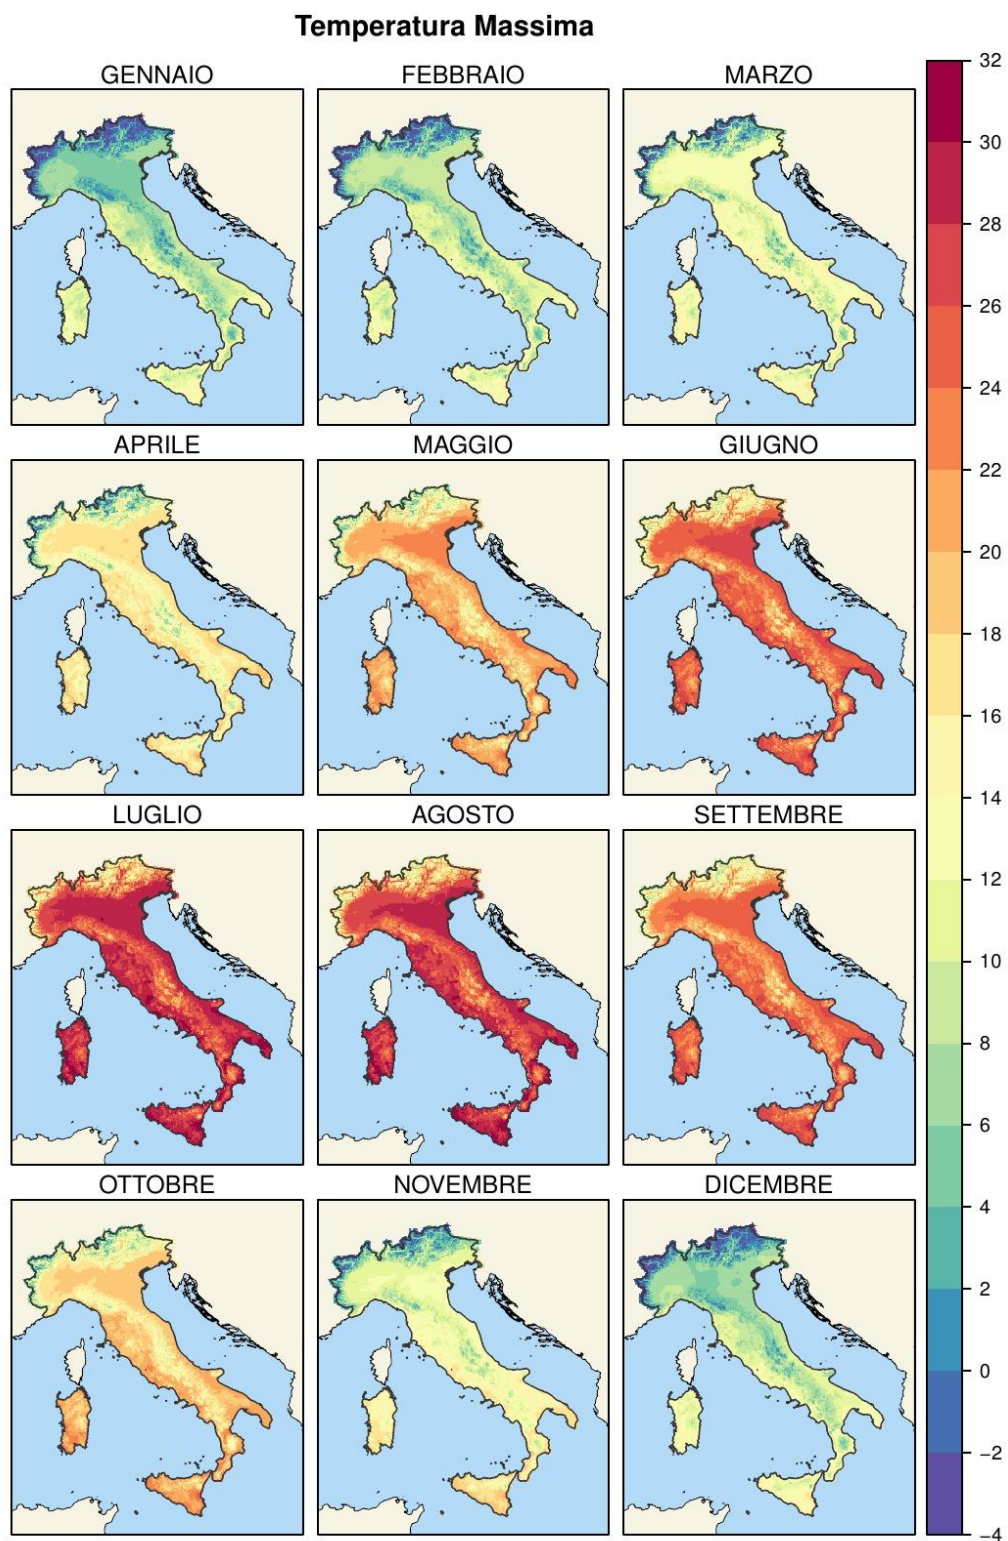 Temperatura Massima
GENNAIO
FEBBRAIO
MARZO
APRILE
MAGGIO
GIUGNO
LUGLIO
AGOSTO
SETTEMBRE
OTTOBRE
NOVEMBRE
DICEMBRE
32
30
28
26
24
22
20
18
16
14
12
10
8
6
4
2
0
−2
−4